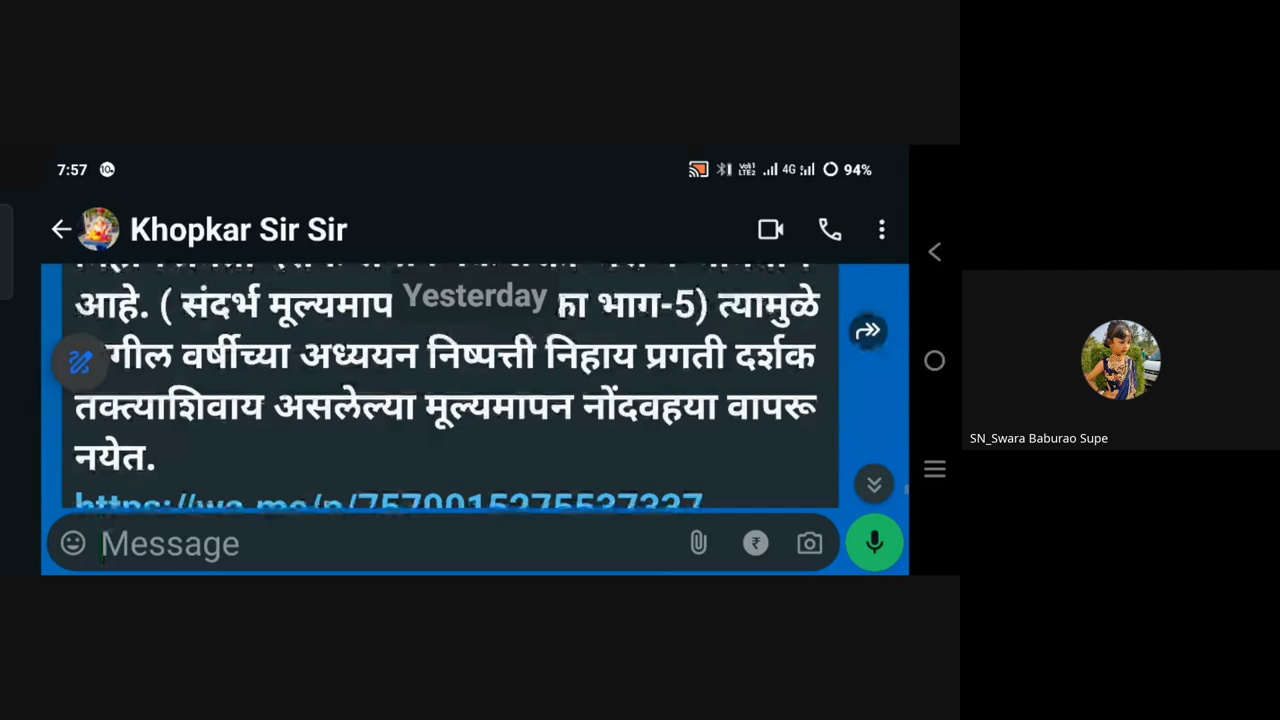 7:57
4G 94%
Khopkar Sir Sir
Yesterday
आहे. ( संदर्भ मूल्यमाप भाग-5) त्यामुळे
गील वर्षीच्या अध्ययन निष्पत्ती निहाय प्रगती दर्शक
तक्त्याशिवाय असलेल्या मूल्यमापन नोंदवहया वापरू
नयेत.
Message
SN_Swara Baburao Supe